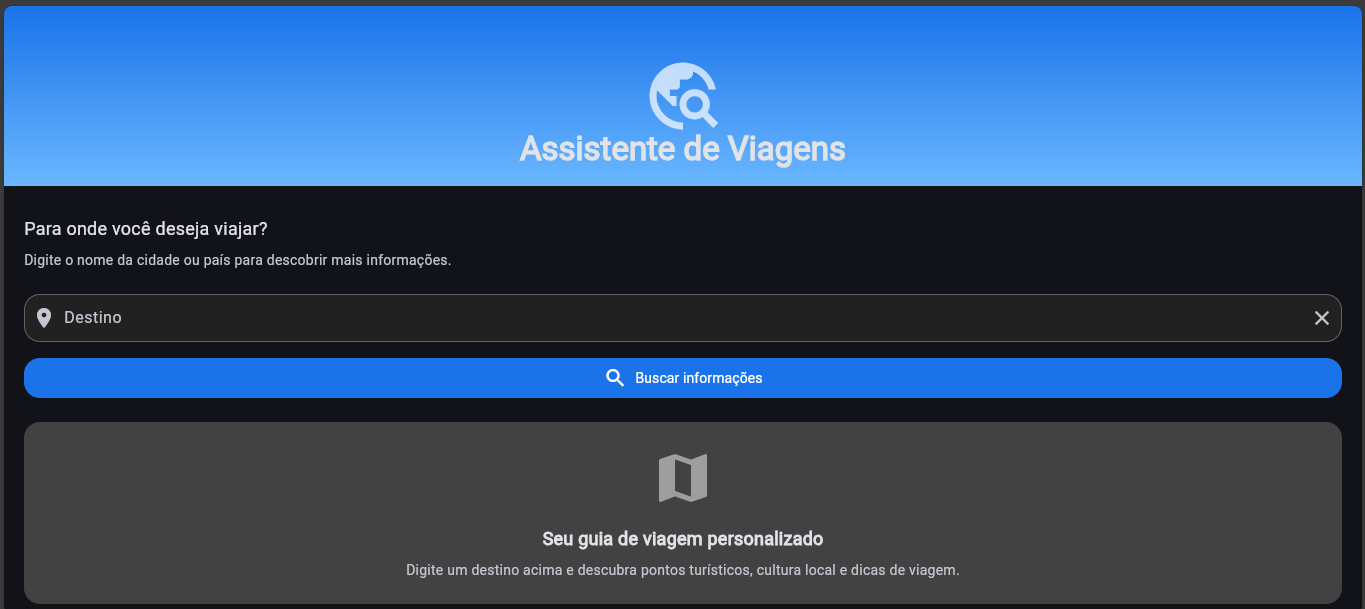 Assistente de Viagens
Para onde você deseja viajar?
Digite o nome da cidade ou país para descobrir mais informações.
Destino
Buscar informações
Seu guia de viagem personalizado
Digite um destino acima e descubra pontos turísticos, cultura local e dicas de viagem.